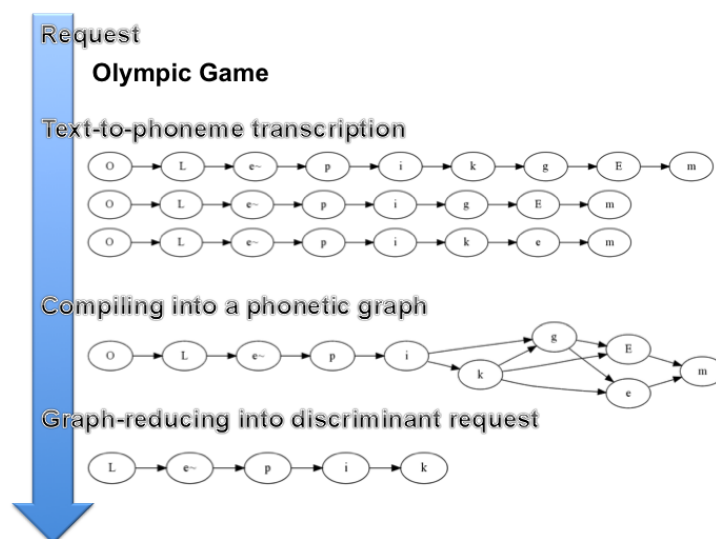 Request
Olympic Game
Text-to-phoneme transcription
O L e~ p i k g E m
O L e~ p i g E m
O L e~ p i k e m
Compiling into a phonetic graph
O L e~ p i k g E e m
Graph-reducing into discriminant request
L e~ p i k